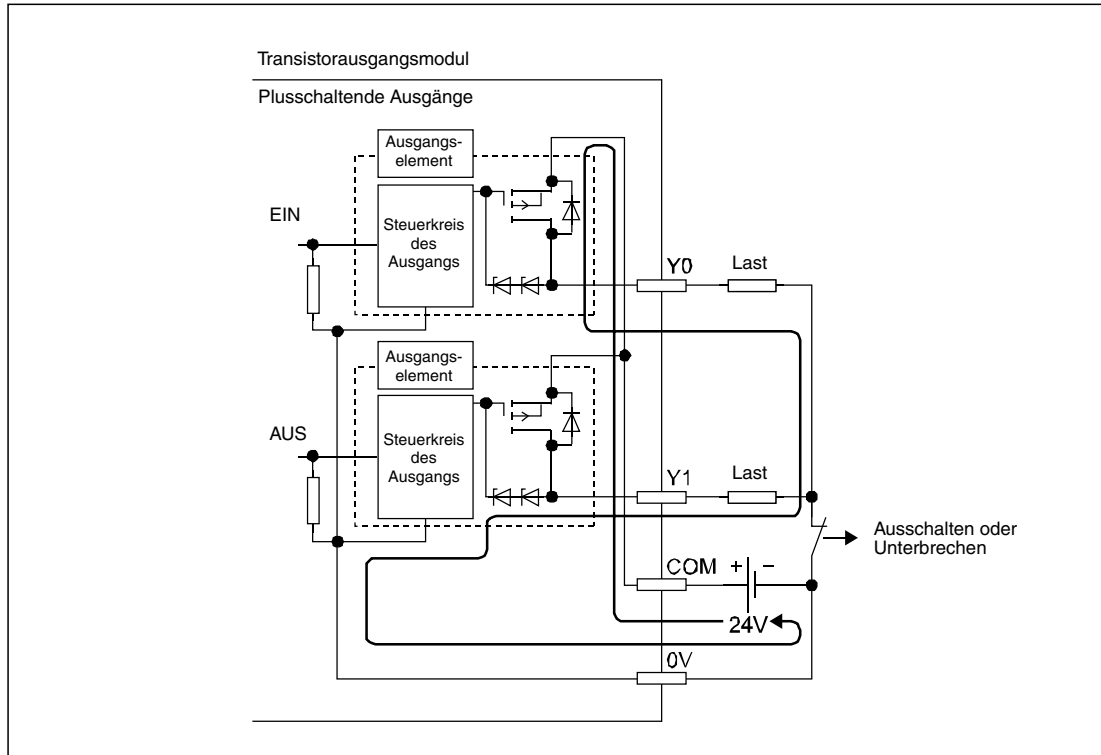 Transistorausgangsmodul
Plusschaltende Ausgänge
Ausgangs-
element
EIN
Steuerkreis
des
Ausgangs
Y0
Last
Ausgangs-
element
AUS
Steuerkreis
des
Ausgangs
Y1
Last
Ausschalten oder
Unterbrechen
COM
+ −
24V
0V